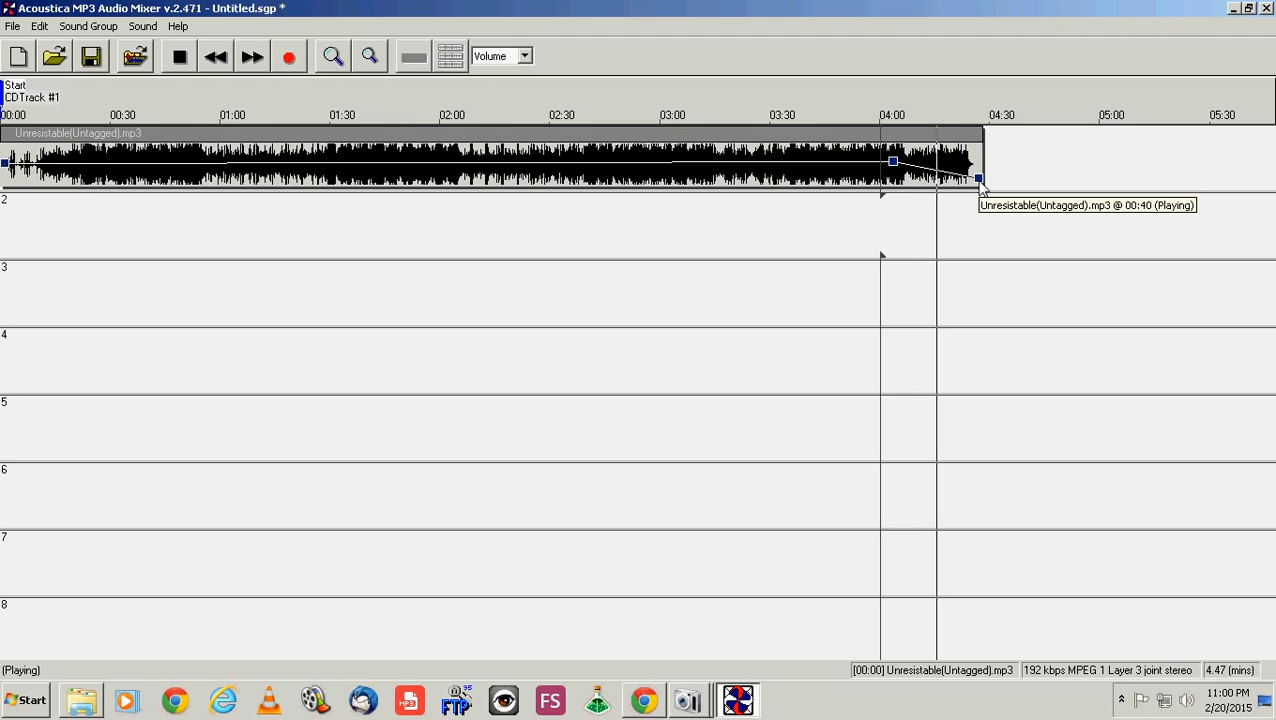 Acoustica MP3 Audio Mixer v.2.471 - Untitled.sgp *
File Edit Sound Group Sound Help
Volume
Start
CDTrack #1
00:00 00:30 01:00 01:30 02:00 02:30 03:00 03:30 04:00 04:30 05:00 05:30
Unresistable(Untagged).mp3
2
Unresistable(Untagged).mp3 @ 00:40 (Playing)
3
4
5
6
7
8
(Playing) [00:00] Unresistable(Untagged).mp3 192 kbps MPEG 1 Layer 3 joint stereo 4.47 (mins)
Start MP3 95 FTP FS 11:00 PM
2/20/2015